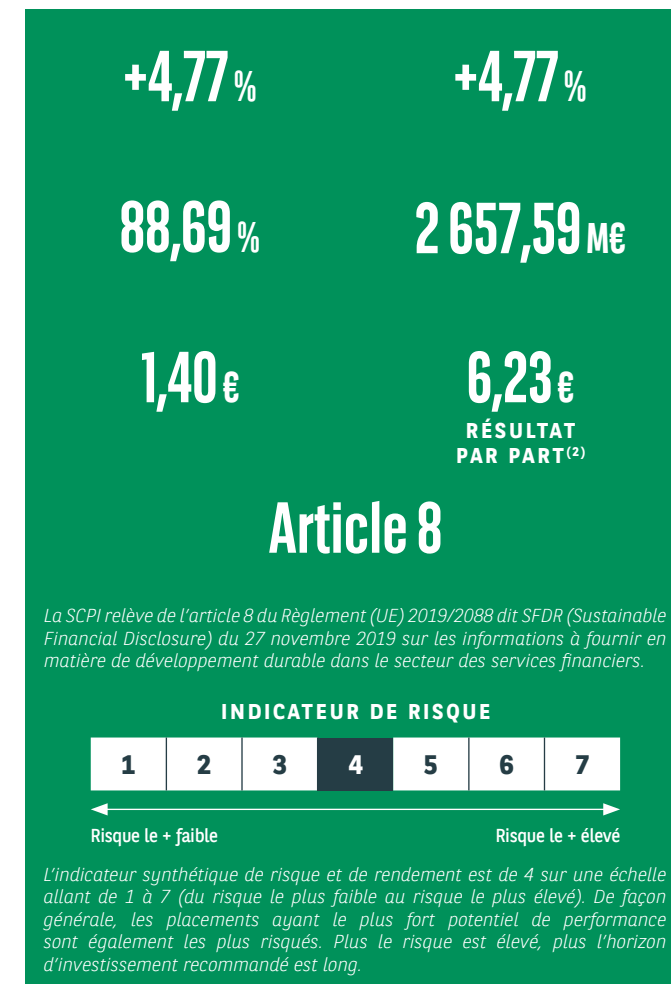 +4,77 % +4,77 %
88,69 % 2 657,59 M€
1,40 € 6,23 €
RÉSULTAT
PAR PART(2)
Article 8
La SCPI relève de l'article 8 du Règlement (UE) 2019/2088 dit SFDR (Sustainable
Financial Disclosure) du 27 novembre 2019 sur les informations à fournir en
matière de développement durable dans le secteur des services financiers.
INDICATEUR DE RISQUE
1 2 3 4 5 6 7
Risque le + faible Risque le + élevé
L'indicateur synthétique de risque et de rendement est de 4 sur une échelle
allant de 1 à 7 (du risque le plus faible au risque le plus élevé). De façon
générale, les placements ayant le plus fort potentiel de performance
sont également les plus risqués. Plus le risque est élevé, plus l'horizon
d'investissement recommandé est long.